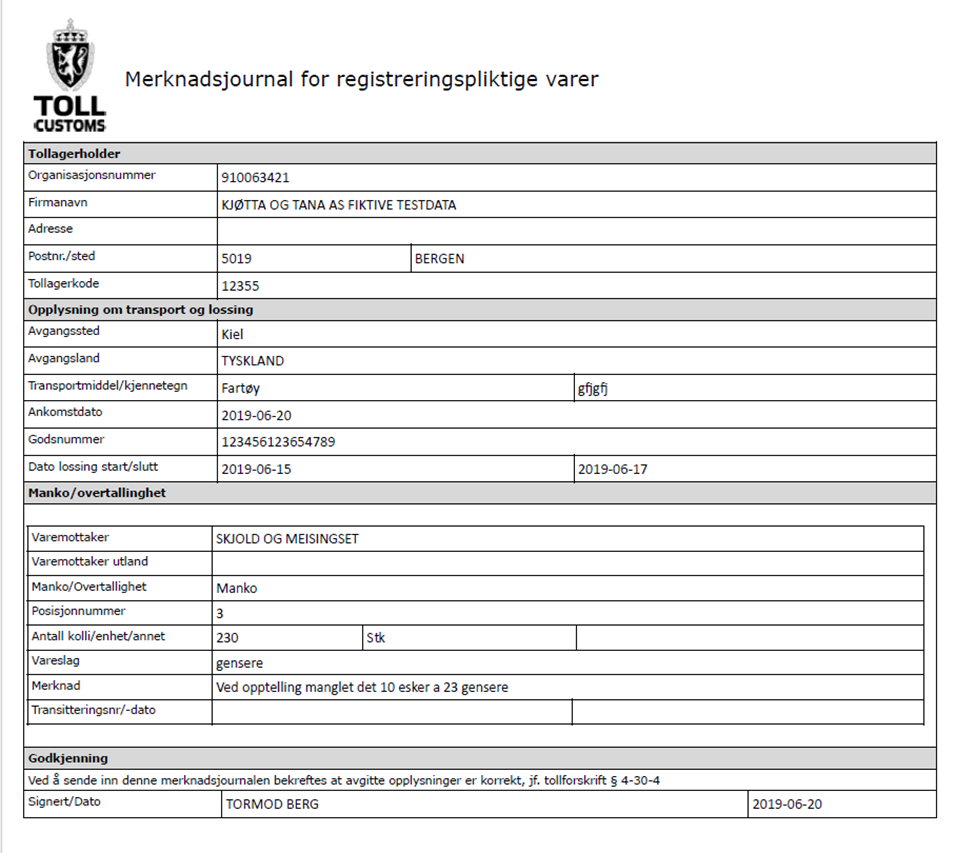 TOLL
CUSTOMS
Merknadsjournal for registreringspliktige varer
Tollagerholder
Organisasjonsnummer 910063421
Firmanavn KJØTTA OG TANA AS FIKTIVE TESTDATA
Adresse
Postnr./sted 5019 BERGEN
Tollagerkode 12355
Opplysning om transport og lossing
Avgangssted Kiel
Avgangsland TYSKLAND
Transportmiddel/kjennetegn Fartøy gfjgfj
Ankomstdato 2019-06-20
Godsnummer 123456123654789
Dato lossing start/slutt 2019-06-15 2019-06-17
Manko/overtallinghet
Varemottaker SKJOLD OG MEISINGSET
Varemottaker utland
Manko/Overtallighet Manko
Posisjonnummer 3
Antall kolli/enhet/annet 230 Stk
Vareslag gensere
Merknad Ved opptelling manglet det 10 esker a 23 gensere
Transitteringsnr/-dato
Godkjenning
Ved å sende inn denne merknadsjournalen bekreftes at avgitte opplysninger er korrekt, jf. tollforskrift § 4-30-4
Signert/Dato TORMOD BERG 2019-06-20